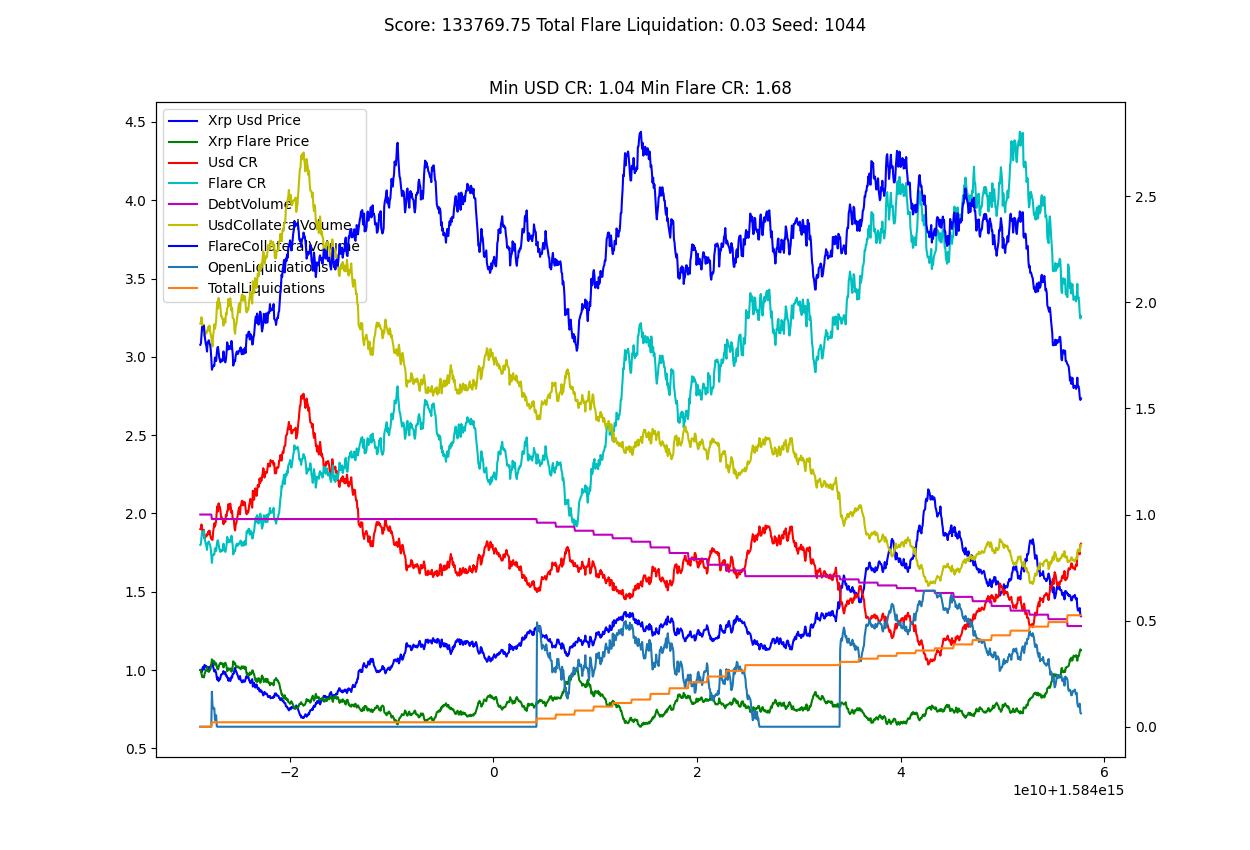 Score: 133769.75 Total Flare Liquidation: 0.03 Seed: 1044
Min USD CR: 1.04 Min Flare CR: 1.68
Xrp Usd Price
Xrp Flare Price
Usd CR
Flare CR
DebtVolume
UsdCollateralVolume
FlareCollateralVolume
OpenLiquidations
TotalLiquidations
4.5
4.0
3.5
3.0
2.5
2.0
1.5
1.0
0.5
2.5
2.0
1.5
1.0
0.5
0.0
−2
0
2
4
6
1e10+1.584e15